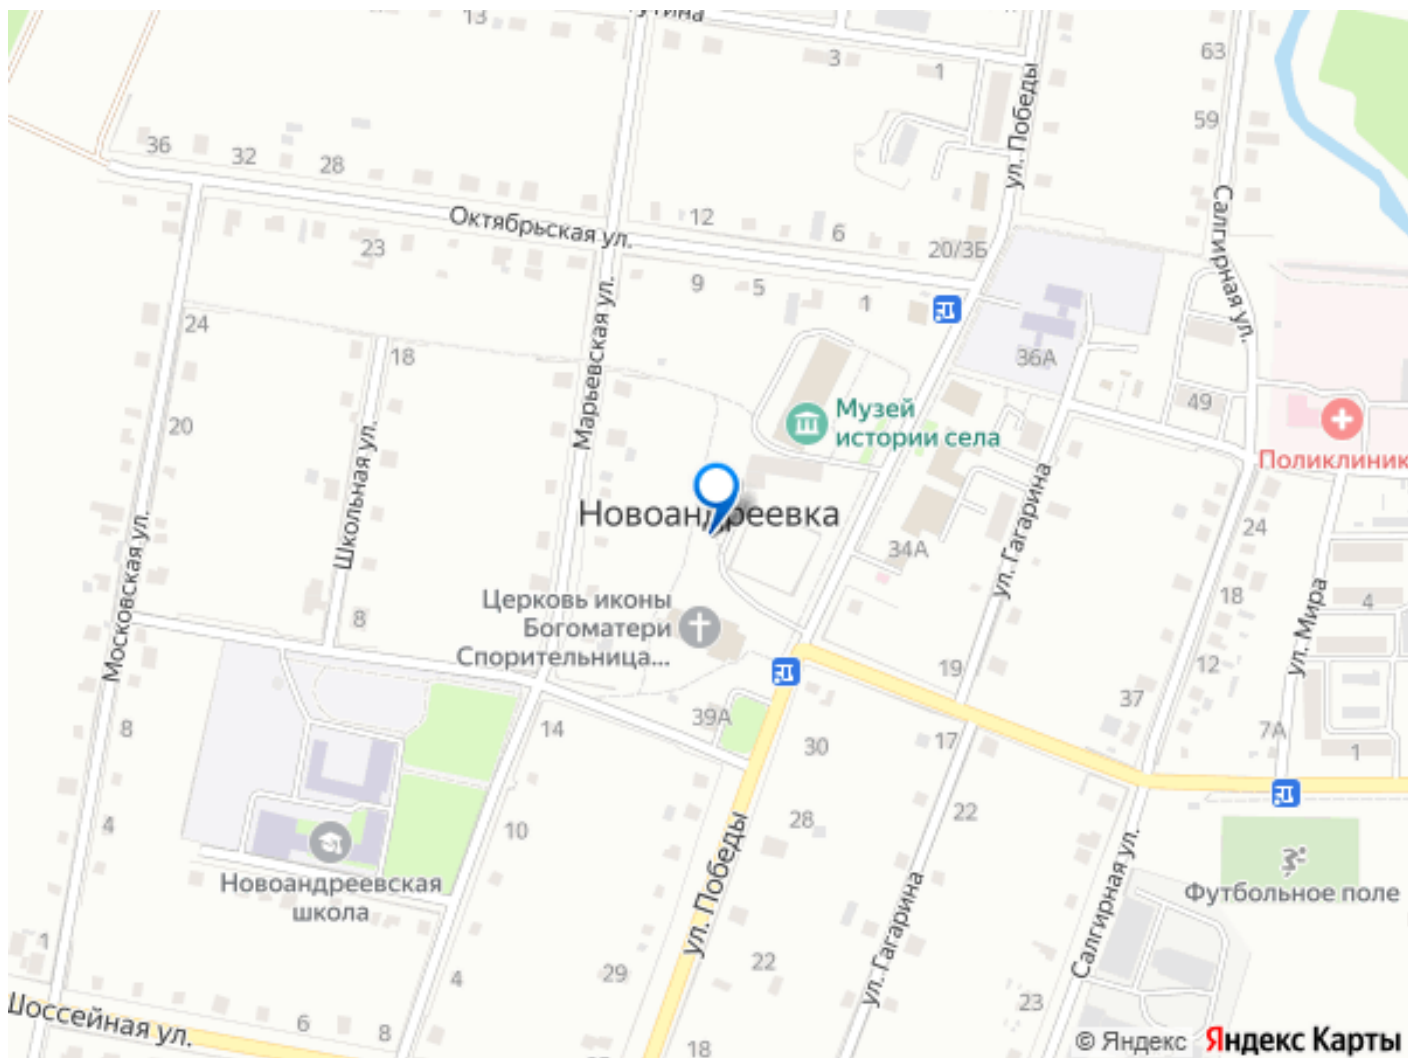 13
3
1
63
59
ул. Победы
36
32
28
Октябрьская ул.
12
6
20/3Б
Салгирная ул.
23
9
5
1
Марьевская ул.
24
18
36А
49
20
Школьная ул.
Музей
истории села
Поликлиник
Московская ул.
Новоандреевка
34А
ул. Гагарина
24
18
4
ул. Мира
8
Церковь иконы
Богоматери
Спорительница...
19
12
37
7А
1
8
14
39А
30
17
4
10
28
22
Новоандреевская
школа
ул. Победы
ул. Гагарина
Салгирная ул.
Футбольное поле
1
4
29
22
23
Шоссейная ул.
6
8
18
© Яндекс Яндекс Карты